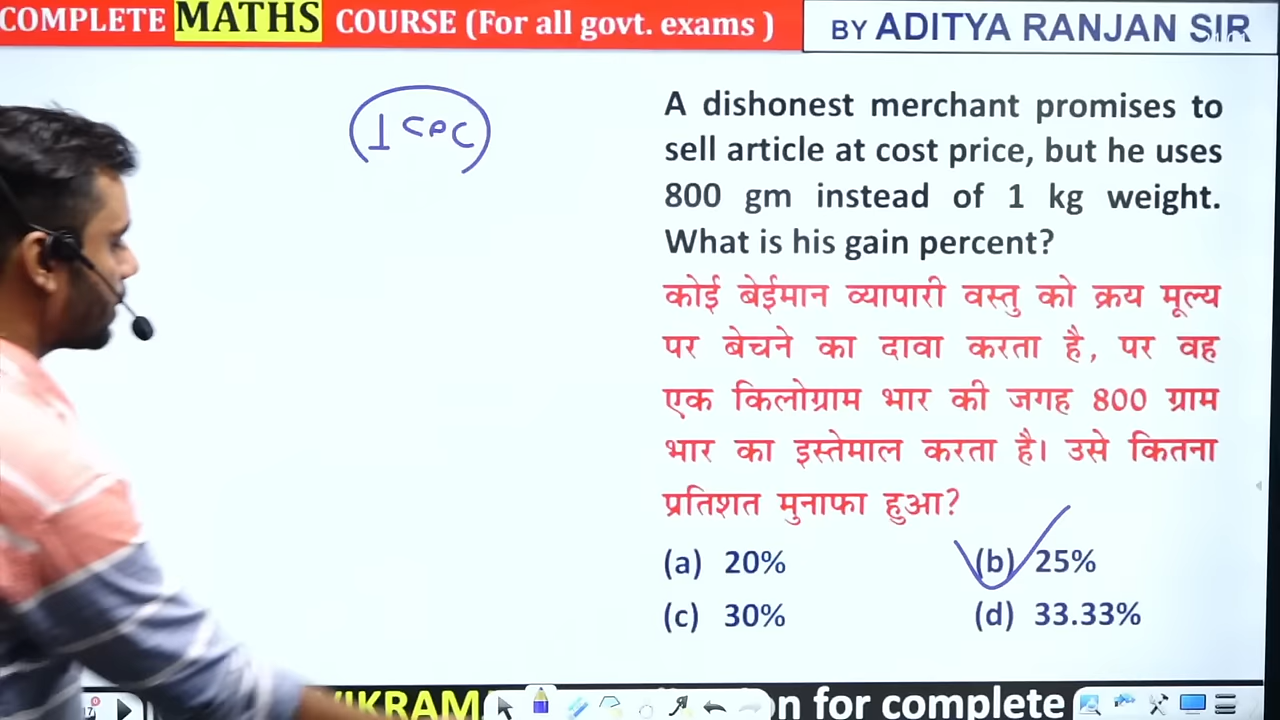 COMPLETE MATHS COURSE (For all govt. exams )
BY ADITYA RANJAN SIR
A dishonest merchant promises to
sell article at cost price, but he uses
800 gm instead of 1 kg weight.
What is his gain percent?
कोई बेईमान व्यापारी वस्तु को क्रय मूल्य
पर बेचने का दावा करता है, पर वह
एक किलोग्राम भार की जगह 800 ग्राम
भार का इस्तेमाल करता है। उसे कितना
प्रतिशत मुनाफा हुआ?
(a) 20%
(b) 25%
(c) 30%
(d) 33.33%
n for complete